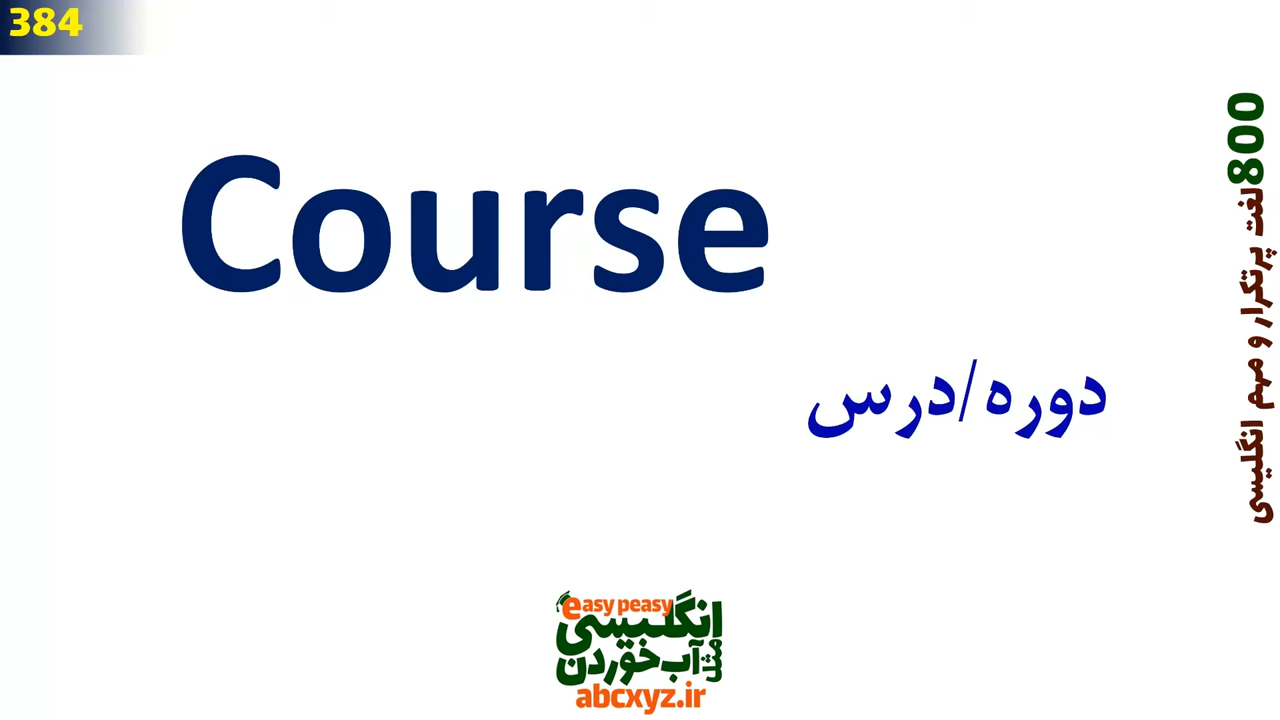 384
Course
دوره/درس
800 لغت پرتکرار و مهم انگلیسی
easy peasy
انگلیسی
مثل آب خوردن
abcxyz.ir